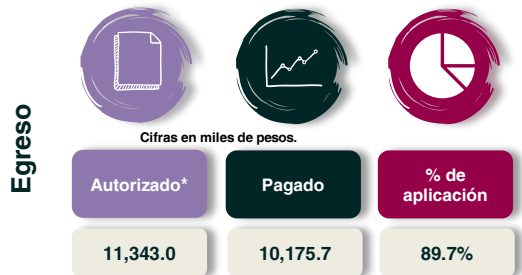 Egreso
Cifras en miles de pesos.
Autorizado*
Pagado
% de
aplicación
11,343.0
10,175.7
89.7%